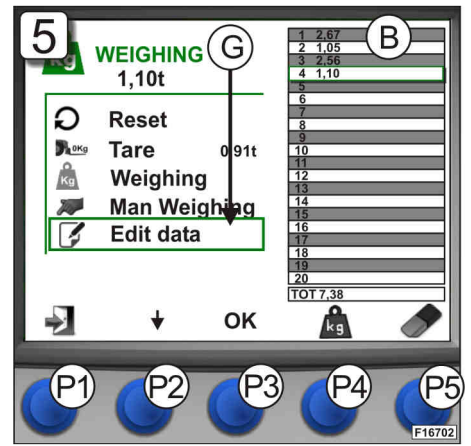 5
Kg
WEIGHING
1,10t
G
B
Reset
0Kg Tare 0,91t
Kg Weighing
Man Weighing
Edit data
1 2,67
2 1,05
3 2,56
4 1,10
5
6
7
8
9
10
11
12
13
14
15
16
17
18
19
20
TOT 7,38
OK
kg
P1 P2 P3 P4 P5
F16702